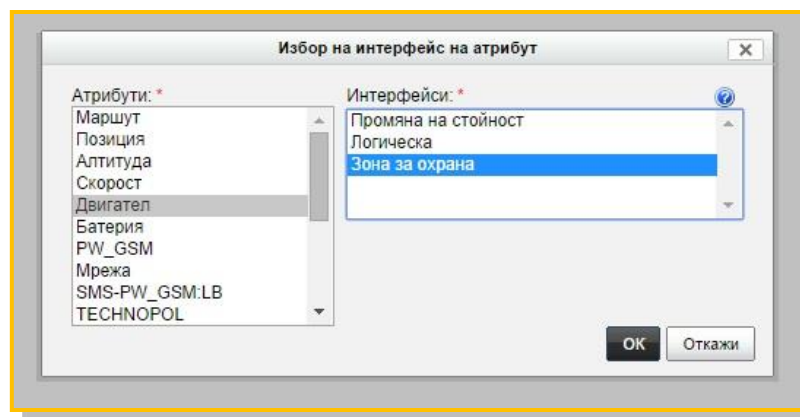 Избор на интерфейс на атрибут
Атрибути: *
Маршут
Позиция
Алтитуда
Скорост
Двигател
Батерия
PW_GSM
Мрежа
SMS-PW_GSM:LB
TECHNOPOL
Интерфейси: *
Промяна на стойност
Логическа
Зона за охрана
OK
Откажи